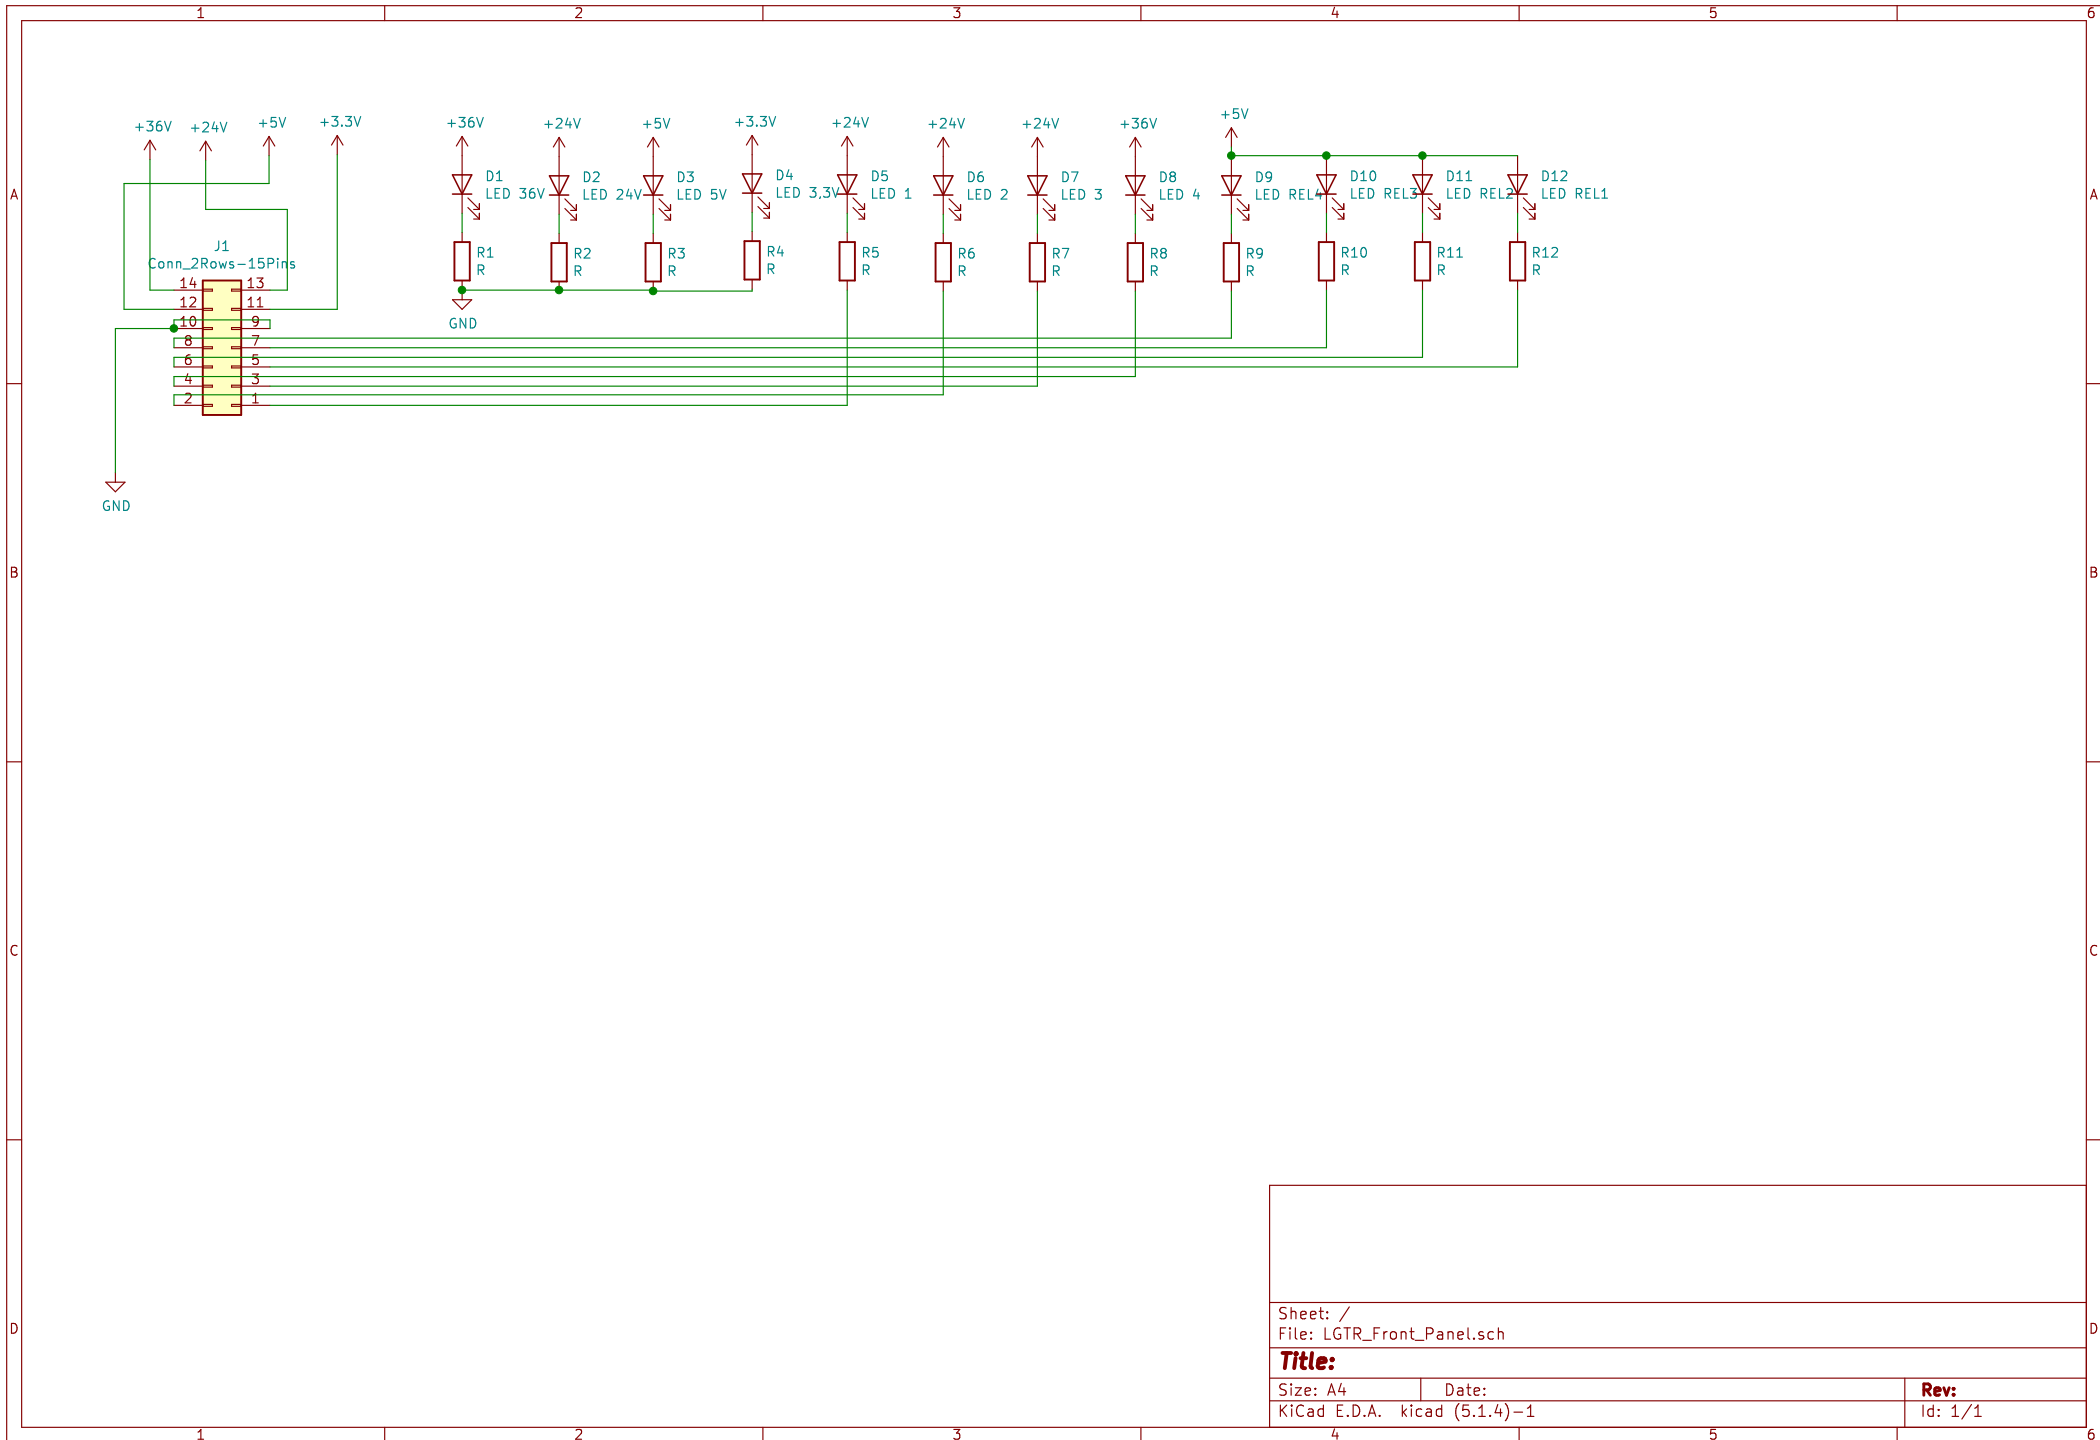 1 2 3 4 5 6
+36V +24V +5V +3.3V +36V +24V +5V +3.3V +24V +24V +24V +36V +5V
A A
D1 D2 D3 D4 D5 D6 D7 D8 D9 D10 D11 D12
LED 36V LED 24V LED 5V LED 3,3V LED 1 LED 2 LED 3 LED 4 LED REL4 LED REL3 LED REL2 LED REL1
J1
Conn_2Rows-15Pins
R1 R2 R3 R4 R5 R6 R7 R8 R9 R10 R11 R12
R R R R R R R R R R R R
14 13
12 11
10 9
8 7
6 5
4 3
2 1
GND
GND
B B
C C
D D
Sheet: /
File: LGTR_Front_Panel.sch
Title:
Size: A4 Date: Rev:
KiCad E.D.A. kicad (5.1.4)-1 Id: 1/1
1 2 3 4 5 6